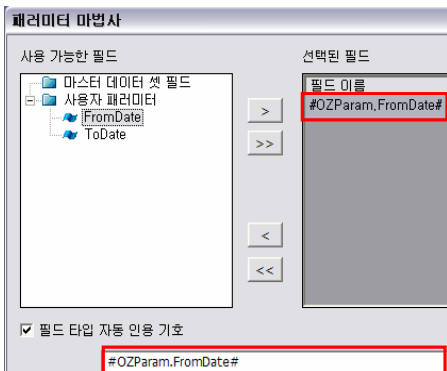 패러미터 마법사
사용 가능한 필드
선택된 필드
마스터 데이터 셋 필드
사용자 패러미터
FromDate
ToDate
>
>>
<
<<
필드 이름
#OZParam,FromDate#
필드 타입 자동 인용 기호
#OZParam.FromDate#